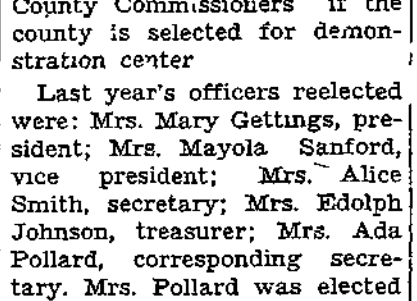 County Commissioners if the
county is selected for demon-
stration center
Last year's officers reelected
were: Mrs. Mary Gettings, pre-
sident; Mrs. Mayola Sanford,
vice president; Mrs. Alice
Smith, secretary; Mrs. Edolph
Johnson, treasurer; Mrs. Ada
Pollard, corresponding secre-
tary. Mrs. Pollard was elected